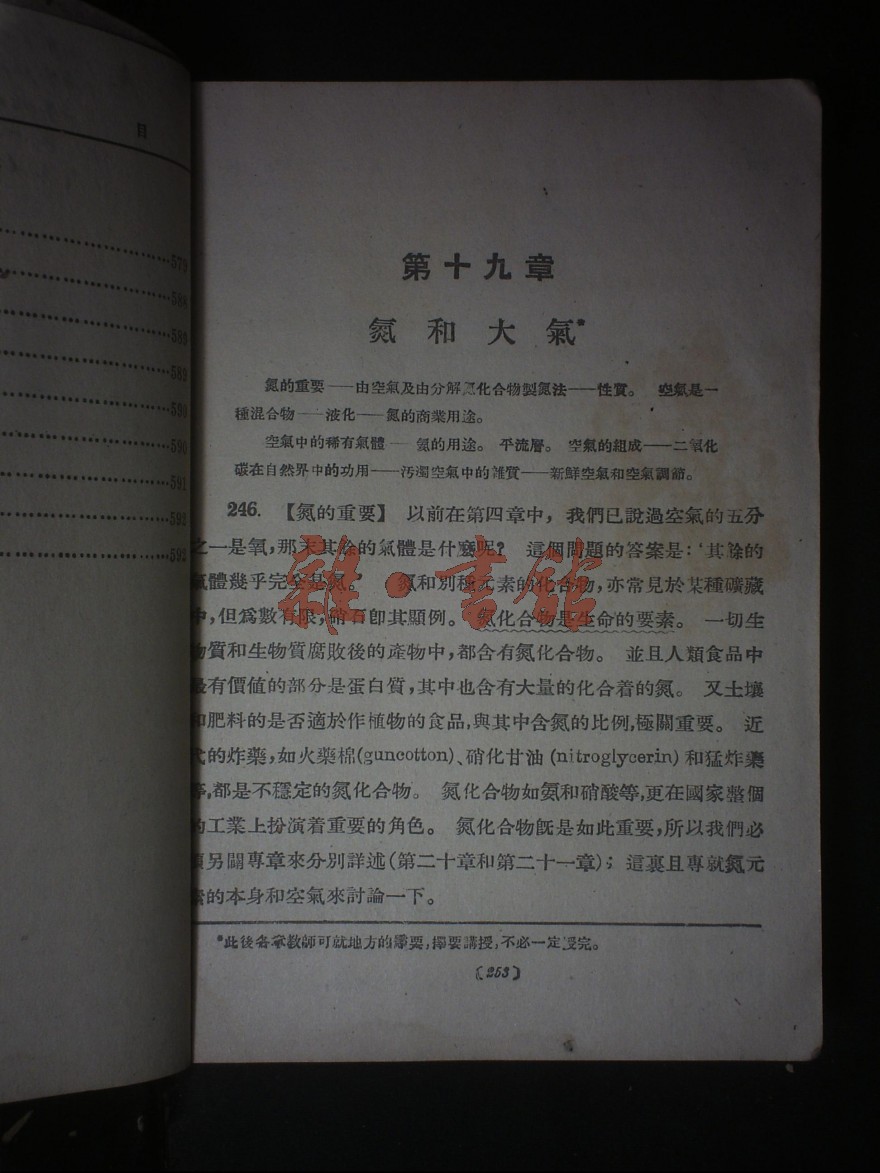 目
579
588
589
589
590
590
591
592
592
第十九章
氮和大氣*
氮的重要——由空氣及由分解氮化合物製氮法——性質。 空氣是一
種混合物——液化——氮的商業用途。
空氣中的稀有氣體——氦的用途。 平流層。 空氣的組成——二氧化
碳在自然界中的功用——汚濁空氣中的雜質——新鮮空氣和空氣調節。
246. 【氮的重要】 以前在第四章中，我們已說過空氣的五分
之一是氧，那末其餘的氣體是什麼呢？ 這個問題的答案是：‘其餘的
氣體幾乎完全是氮。’ 氮和別種元素的化合物，亦常見於某種礦藏
中，但爲數有限；硝石卽其顯例。 氮化合物是生命的要素。 一切生
物質和生物質腐敗後的產物中，都含有氮化合物。 並且人類食品中
最有價値的部分是蛋白質，其中也含有大量的化合着的氮。 又土壤
和肥料的是否適於作植物的食品，與其中含氮的比例，極關重要。 近
代的炸藥，如火藥棉(guncotton)、硝化甘油 (nitroglycerin) 和猛炸藥
等，都是不穩定的氮化合物。 氮化合物如氨和硝酸等，更在國家整個
的工業上扮演着重要的角色。 氮化合物旣是如此重要，所以我們必
須另闢專章來分別詳述（第二十章和第二十一章）； 這裏且專就氮元
素的本身和空氣來討論一下。
*此後各章教師可就地方的需要，擇要講授，不必一定授完。
〔253〕
雜·書館